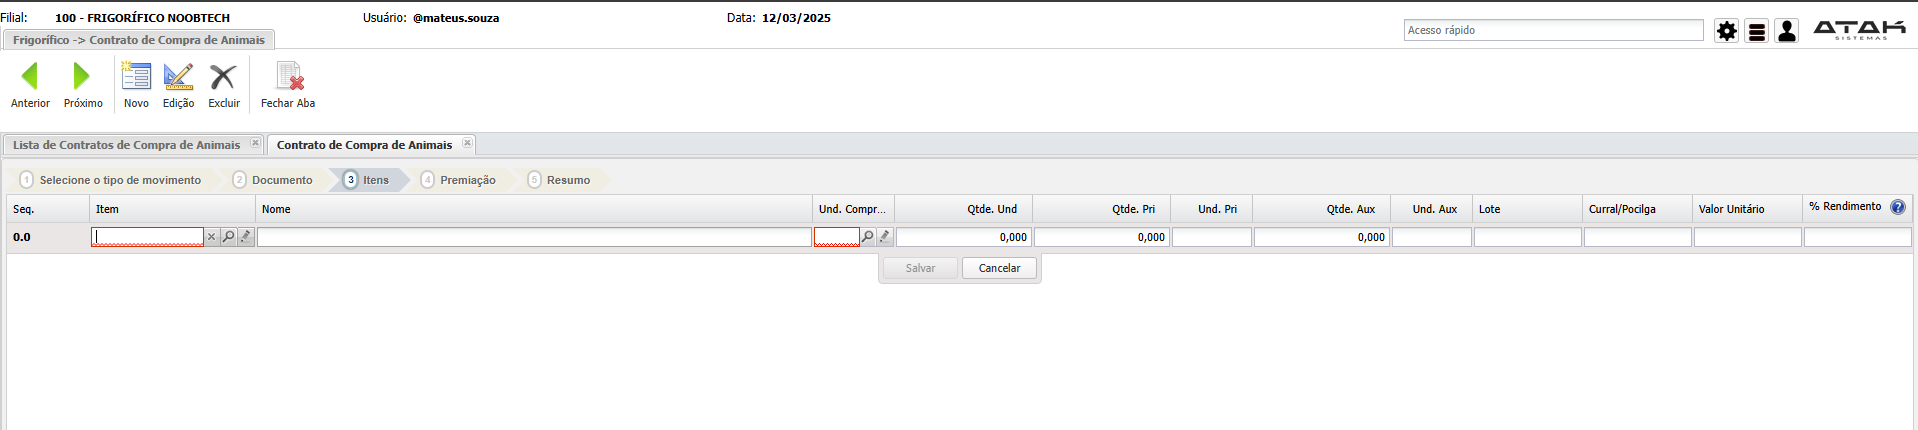 Filial: 100 - FRIGORÍFICO NOOBTECH Usuário: @mateus.souza Data: 12/03/2025
Frigorífico -> Contrato de Compra de Animais
Acesso rápido
ATAK
SISTEMAS
Anterior Próximo Novo Edição Excluir Fechar Aba
Lista de Contratos de Compra de Animais Contrato de Compra de Animais
1 Selecione o tipo de movimento 2 Documento 3 Itens 4 Premiação 5 Resumo
Seq. Item Nome Und. Compr... Qtde. Und Qtde. Pri Und. Pri Qtde. Aux Und. Aux Lote Curral/Pocilga Valor Unitário % Rendimento ?
0.0 0,000 0,000 0,000
Salvar Cancelar